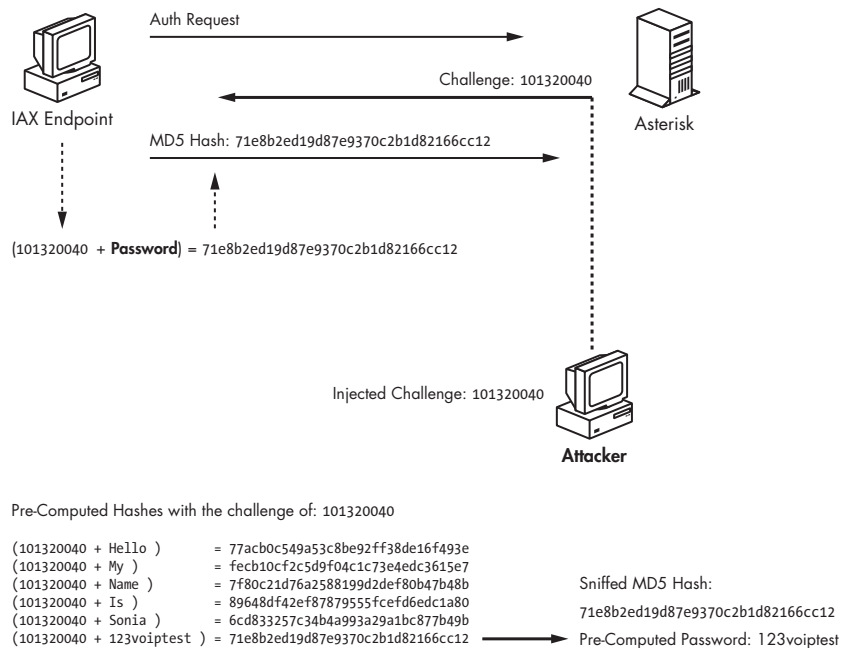 Auth Request
Challenge: 101320040
IAX Endpoint
Asterisk
MD5 Hash: 71e8b2ed19d87e9370c2b1d82166cc12
(101320040 + Password) = 71e8b2ed19d87e9370c2b1d82166cc12
Injected Challenge: 101320040
Attacker
Pre-Computed Hashes with the challenge of: 101320040
(101320040 + Hello ) = 77acb0c549a53c8be92ff38de16f493e
(101320040 + My ) = fecb10cf2c5d9f04c1c73e4edc3615e7
(101320040 + Name ) = 7f80c21d76a2588199d2def80b47b48b
(101320040 + Is ) = 89648df42ef87879555fcefd6edc1a80
(101320040 + Sonia ) = 6cd833257c34b4a993a29a1bc877b49b
(101320040 + 123voiptest ) = 71e8b2ed19d87e9370c2b1d82166cc12
Sniffed MD5 Hash:
71e8b2ed19d87e9370c2b1d82166cc12
Pre-Computed Password: 123voiptest